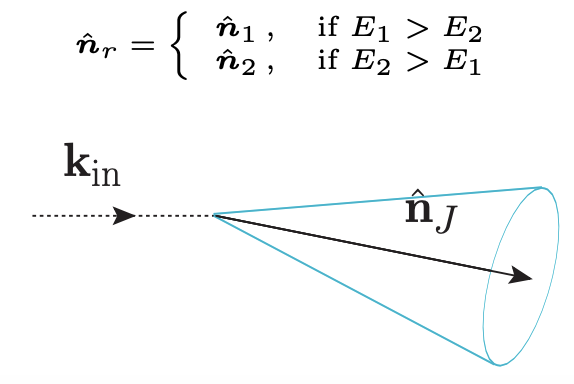 n̂_r = { n̂_1 , if E_1 > E_2
n̂_2 , if E_2 > E_1
k_in
n̂_J